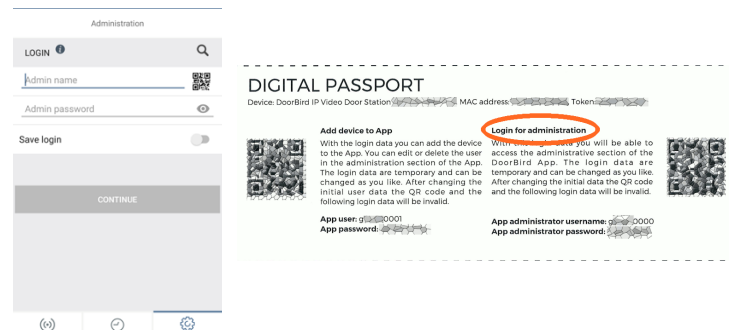 Administration
LOGIN
Admin name
Admin password
Save login
CONTINUE
DIGITAL PASSPORT
Device: DoorBird IP Video Door Station MAC address: Token:
Add device to App
With the login data you can add the device
to the App. You can edit or delete the user
in the administration section of the App.
The login data are temporary and can be
changed as you like. After changing the
initial user data the QR code and the
following login data will be invalid.
App user: g 0001
App password:
Login for administration
With this login data you will be able to
access the administrative section of the
DoorBird App. The login data are
temporary and can be changed as you like.
After changing the initial data the QR code
and the following login data will be invalid.
App administrator username: g 0000
App administrator password: